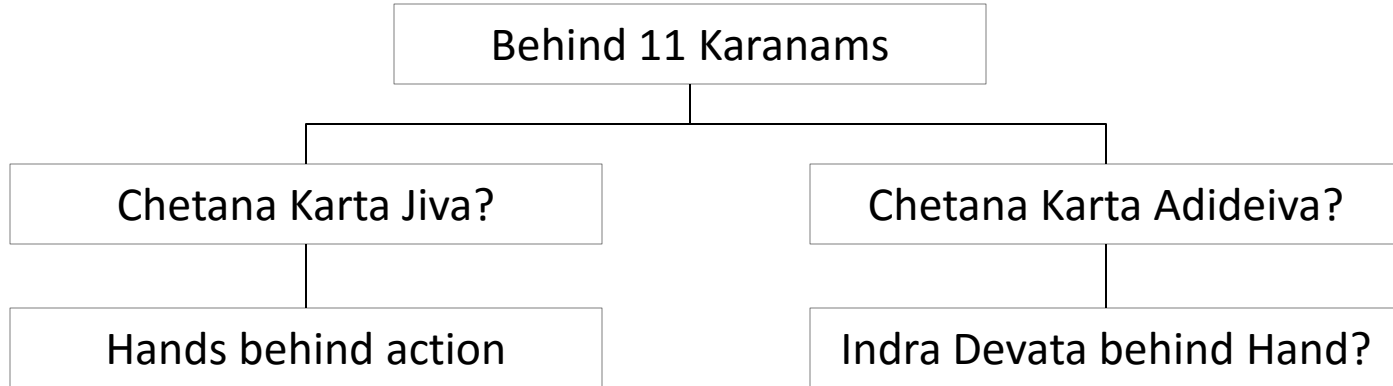 Behind 11 Karanams
Chetana Karta Jiva?
Chetana Karta Adideiva?
Hands behind action
Indra Devata behind Hand?